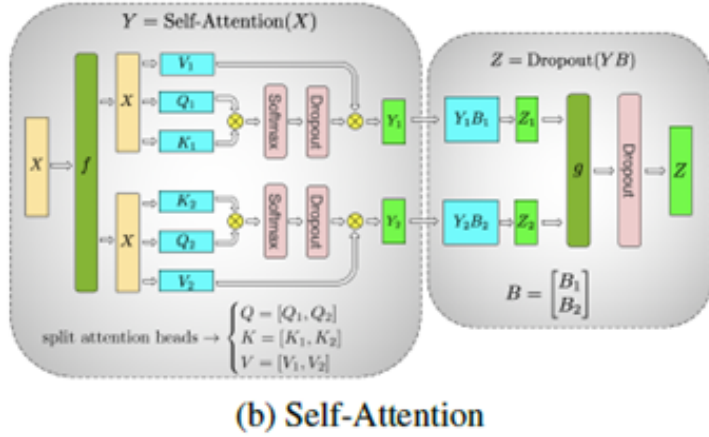 Y = Self-Attention(X)
X
f
X
V₁
Q₁
K₁
Softmax
Dropout
Y₁
X
K₂
Q₂
V₂
Softmax
Dropout
Y₂
split attention heads → { Q = [Q₁, Q₂]
K = [K₁, K₂]
V = [V₁, V₂]
Z = Dropout(YB)
Y₁B₁
Z₁
Y₂B₂
Z₂
g
Dropout
Z
B = [B₁
B₂]
(b) Self-Attention